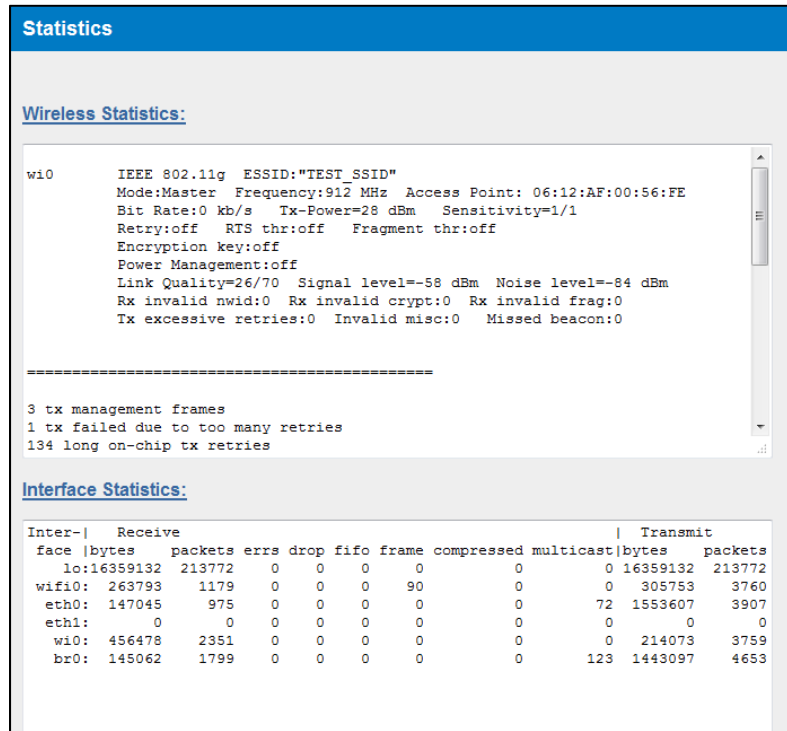 Statistics
Wireless Statistics:
wi0       IEEE 802.11g  ESSID:"TEST_SSID"
          Mode:Master  Frequency:912 MHz  Access Point: 06:12:AF:00:56:FE
          Bit Rate:0 kb/s   Tx-Power=28 dBm   Sensitivity=1/1
          Retry:off   RTS thr:off   Fragment thr:off
          Encryption key:off
          Power Management:off
          Link Quality=26/70  Signal level=-58 dBm  Noise level=-84 dBm
          Rx invalid nwid:0  Rx invalid crypt:0  Rx invalid frag:0
          Tx excessive retries:0  Invalid misc:0   Missed beacon:0
=============================================
3 tx management frames
1 tx failed due to too many retries
134 long on-chip tx retries
Interface Statistics:
Inter-|   Receive                                                |  Transmit
 face |bytes    packets errs drop fifo frame compressed multicast|bytes    packets
    lo:16359132  213772    0    0    0     0          0         0 16359132  213772
 wifi0:  263793    1179    0    0    0    90          0         0   305753    3760
  eth0:  147045     975    0    0    0     0          0        72  1553607    3907
  eth1:       0       0    0    0    0     0          0         0        0       0
   wi0:  456478    2351    0    0    0     0          0         0   214073    3759
   br0:  145062    1799    0    0    0     0          0       123  1443097    4653